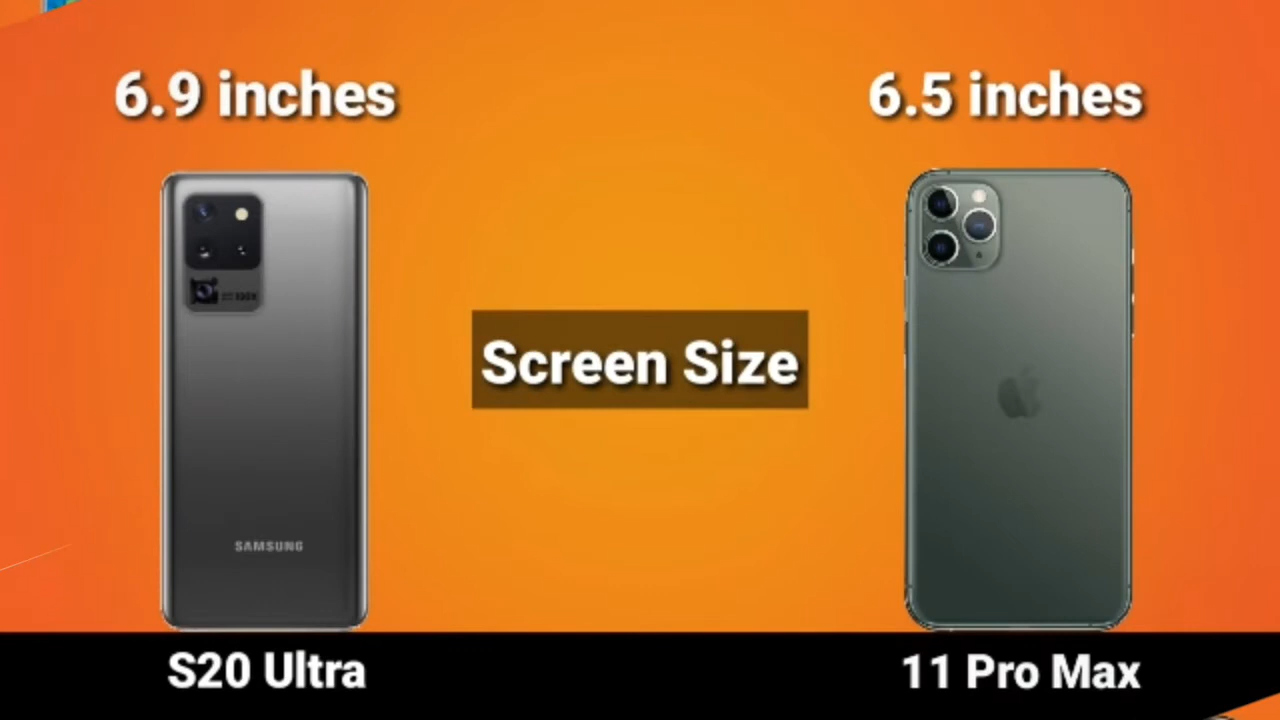 6.9 inches
6.5 inches
Screen Size
SAMSUNG
S20 Ultra
11 Pro Max